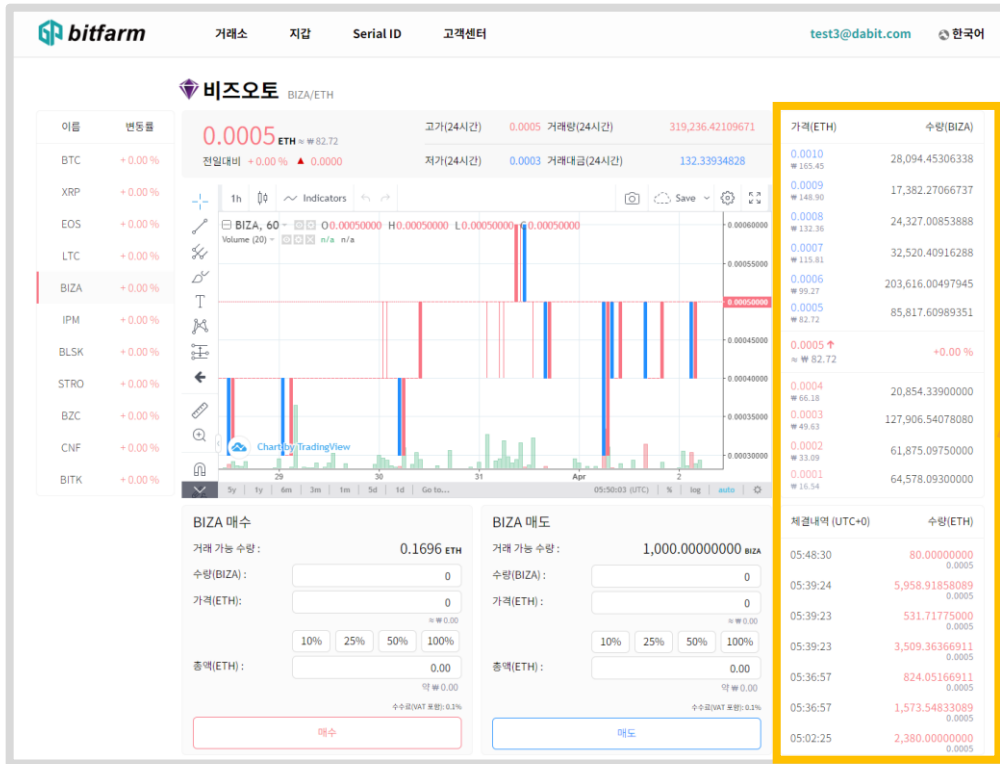 bitfarm 거래소 지갑 Serial ID 고객센터 test3@dabit.com 한국어
비즈오토 BIZA/ETH
이름 변동률
BTC + 0.00 %
XRP + 0.00 %
EOS + 0.00 %
LTC + 0.00 %
BIZA + 0.00 %
IPM + 0.00 %
BLSK + 0.00 %
STRO + 0.00 %
BZC + 0.00 %
CNF + 0.00 %
BITK + 0.00 %
0.0005 ETH ≈ ₩ 82.72
전일대비 + 0.00 % ▲ 0.0000
고가(24시간) 0.0005 거래량(24시간) 319,236.42109671
저가(24시간) 0.0003 거래대금(24시간) 132.33934828
1h Indicators Save
BIZA, 60 O0.00050000 H0.00050000 L0.00050000 0.00050000
Volume (20) n/a n/a
0.00060000
0.00055000
0.00050000
0.00045000
0.00040000
0.00035000
0.00030000
Chart by TradingView
29 30 31 Apr 2
5y 1y 6m 3m 1m 5d 1d Go to... 05:50:03 (UTC) % log auto
BIZA 매수
거래 가능 수량 : 0.1696 ETH
수량(BIZA) : 0
가격(ETH): 0
≈ ₩ 0.00
10% 25% 50% 100%
총액(ETH) : 0.00
약 ₩ 0.00
수수료(VAT 포함): 0.1%
매수
BIZA 매도
거래 가능 수량 : 1,000.00000000 BIZA
수량(BIZA) : 0
가격(ETH) : 0
≈ ₩ 0.00
10% 25% 50% 100%
총액(ETH) : 0.00
약 ₩ 0.00
수수료(VAT 포함): 0.1%
매도
가격(ETH) 수량(BIZA)
0.0010 28,094.45306338
₩ 165.45
0.0009 17,382.27066737
₩ 148.90
0.0008 24,327.00853888
₩ 132.36
0.0007 32,520.40916288
₩ 115.81
0.0006 203,616.00497945
₩ 99.27
0.0005 85,817.60989351
₩ 82.72
0.0005 ↑ +0.00 %
≈ ₩ 82.72
0.0004 20,854.33900000
₩ 66.18
0.0003 127,906.54078080
₩ 49.63
0.0002 61,875.09750000
₩ 33.09
0.0001 64,578.09300000
₩ 16.54
체결내역 (UTC+0) 수량(ETH)
05:48:30 80.00000000
0.0005
05:39:24 5,958.91858089
0.0005
05:39:23 531.71775000
0.0005
05:39:23 3,509.36366911
0.0005
05:36:57 824.05166911
0.0005
05:36:57 1,573.54833089
0.0005
05:02:25 2,380.00000000
0.0005